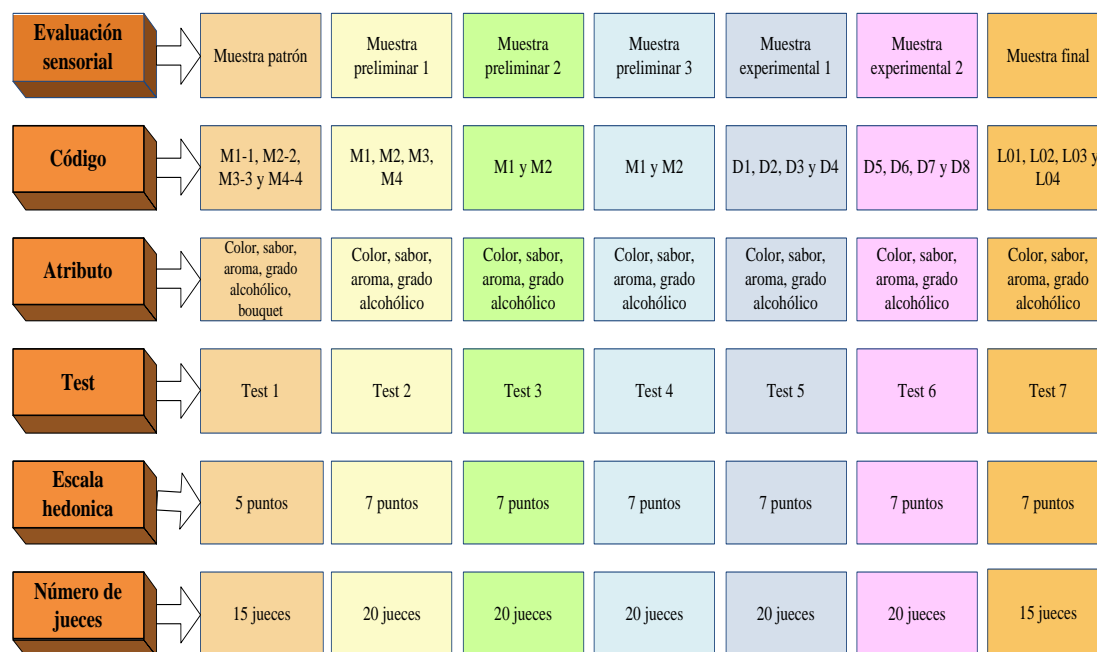 Evaluación
sensorial
Muestra patrón
Muestra
preliminar 1
Muestra
preliminar 2
Muestra
preliminar 3
Muestra
experimental 1
Muestra
experimental 2
Muestra final
Código
M1-1, M2-2,
M3-3 y M4-4
M1, M2, M3,
M4
M1 y M2
M1 y M2
D1, D2, D3 y D4
D5, D6, D7 y D8
L01, L02, L03 y
L04
Atributo
Color, sabor,
aroma, grado
alcohólico,
bouquet
Color, sabor,
aroma, grado
alcohólico
Color, sabor,
aroma, grado
alcohólico
Color, sabor,
aroma, grado
alcohólico
Color, sabor,
aroma, grado
alcohólico
Color, sabor,
aroma, grado
alcohólico
Color, sabor,
aroma, grado
alcohólico
Test
Test 1
Test 2
Test 3
Test 4
Test 5
Test 6
Test 7
Escala
hedonica
5 puntos
7 puntos
7 puntos
7 puntos
7 puntos
7 puntos
7 puntos
Número de
jueces
15 jueces
20 jueces
20 jueces
20 jueces
20 jueces
20 jueces
15 jueces